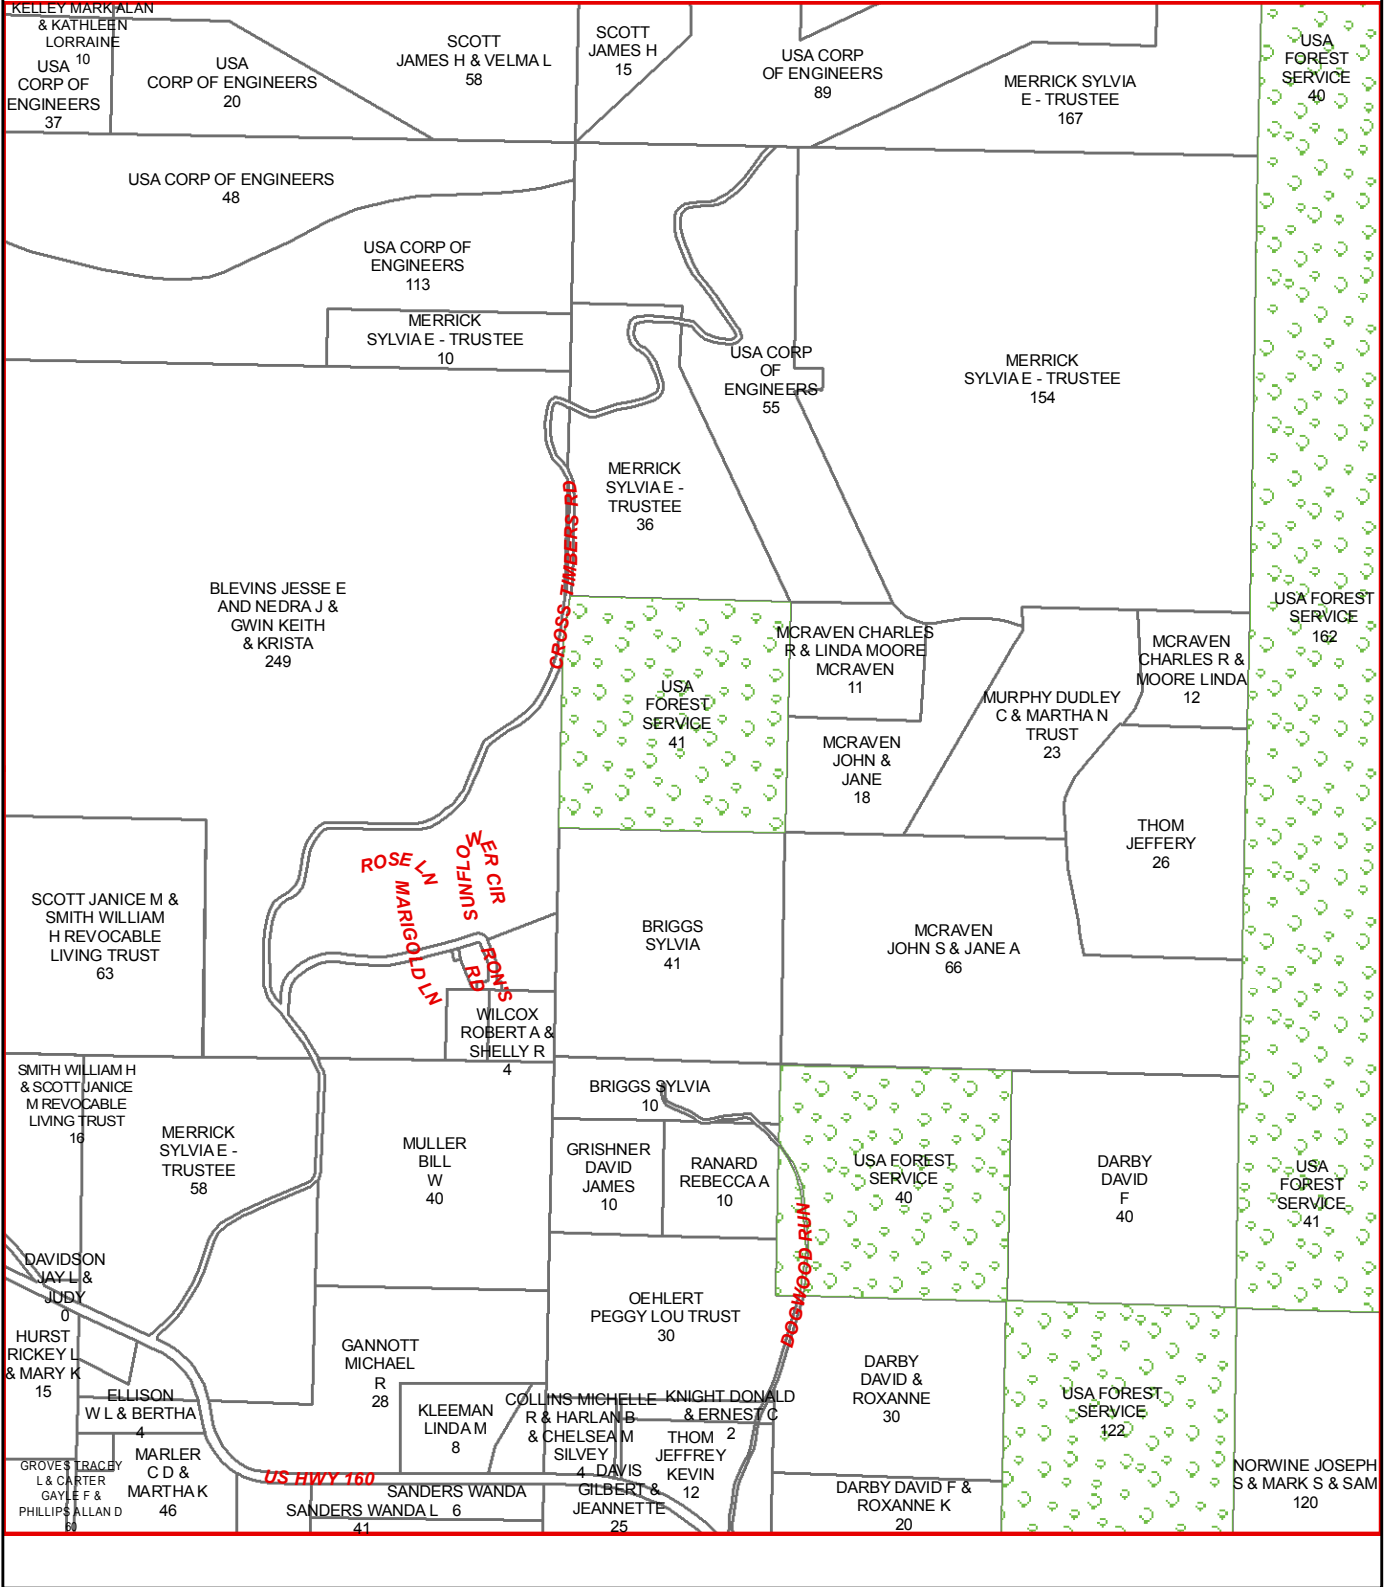 KELLEY MARK ALAN
& KATHLEEN
LORRAINE
10
USA
CORP OF
ENGINEERS
37
USA
CORP OF ENGINEERS
20
SCOTT
JAMES H & VELMA L
58
SCOTT
JAMES H
15
USA CORP
OF ENGINEERS
89
MERRICK SYLVIA
E - TRUSTEE
167
USA
FOREST
SERVICE
40
USA CORP OF ENGINEERS
48
USA CORP OF
ENGINEERS
113
MERRICK
SYLVIA E - TRUSTEE
10
USA CORP
OF
ENGINEERS
55
MERRICK
SYLVIA E - TRUSTEE
154
MERRICK
SYLVIA E -
TRUSTEE
36
CROSS TIMBERS RD
BLEVINS JESSE E
AND NEDRA J &
GWIN KEITH
& KRISTA
249
USA FOREST
SERVICE
162
MCRAVEN CHARLES
R & LINDA MOORE
MCRAVEN
11
MCRAVEN
CHARLES R &
MOORE LINDA
12
USA
FOREST
SERVICE
41
MURPHY DUDLEY
C & MARTHA N
TRUST
23
MCRAVEN
JOHN &
JANE
18
THOM
JEFFERY
26
ROSE LN
SUNFLOWER CIR
MARIGOLD LN
RON'S
RD
SCOTT JANICE M &
SMITH WILLIAM
H REVOCABLE
LIVING TRUST
63
BRIGGS
SYLVIA
41
MCRAVEN
JOHN S & JANE A
66
WILCOX
ROBERT A &
SHELLY R
4
SMITH WILLIAM H
& SCOTT JANICE
M REVOCABLE
LIVING TRUST
16
MERRICK
SYLVIA E -
TRUSTEE
58
MULLER
BILL
W
40
BRIGGS SYLVIA
10
GRISHNER
DAVID
JAMES
10
RANARD
REBECCA A
10
USA FOREST
SERVICE
40
DARBY
DAVID
F
40
USA
FOREST
SERVICE
41
DOGWOOD RUN
DAVIDSON
JAY L &
JUDY
0
HURST
RICKEY L
& MARY K
15
OEHLERT
PEGGY LOU TRUST
30
GANNOTT
MICHAEL
R
28
DARBY
DAVID &
ROXANNE
30
USA FOREST
SERVICE
122
ELLISON
W L & BERTHA
4
KLEEMAN
LINDA M
8
COLLINS MICHELLE
R & HARLAN B
& CHELSEA M
SILVEY
4
KNIGHT DONALD
& ERNEST C
2
THOM
JEFFREY
KEVIN
12
GROVES TRACEY
L & CARTER
GAYLE F &
PHILLIPS ALLAN D
60
MARLER
C D &
MARTHA K
46
US HWY 160
SANDERS WANDA
6
SANDERS WANDA L
41
DAVIS
GILBERT &
JEANNETTE
25
DARBY DAVID F &
ROXANNE K
20
NORWINE JOSEPH
S & MARK S & SAM
120